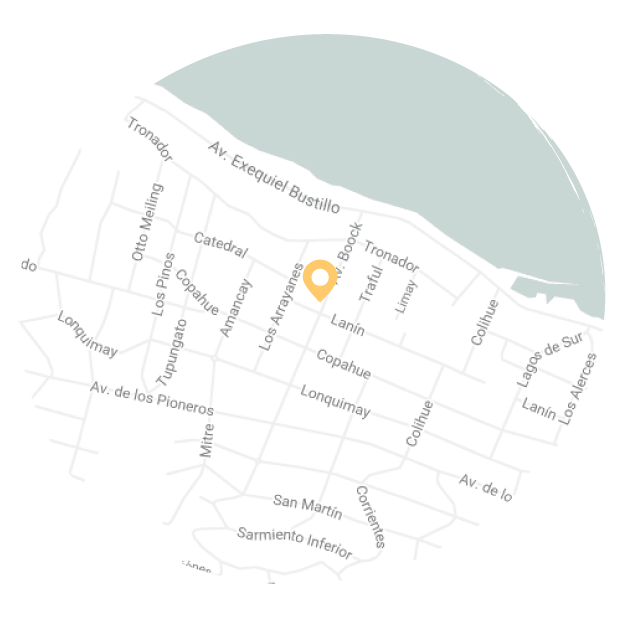 Tronador
Av. Exequiel Bustillo
Otto Meiling
Catedral
Av. Boock
Tronador
do
Los Pinos
Copahue
Amancay
Los Arrayanes
Traful
Limay
Lonquimay
Tupungato
Lanín
Colihue
Copahue
Lagos de Sur
Av. de los Pioneros
Lonquimay
Lanín
Los Alerces
Mitre
Colihue
Av. de lo
San Martín
Corrientes
Sarmiento Inferior